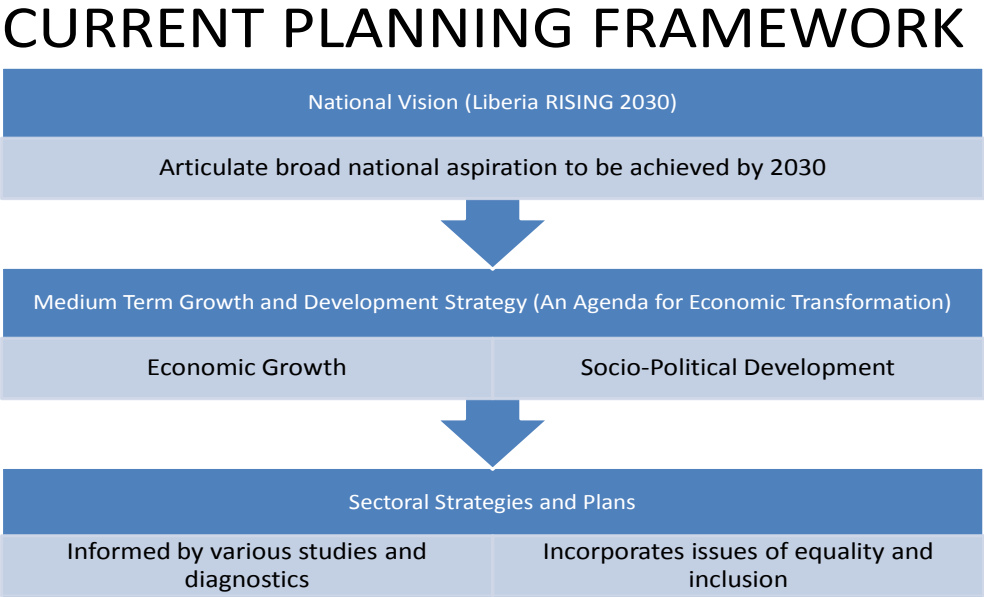 CURRENT PLANNING FRAMEWORK
National Vision (Liberia RISING 2030)
Articulate broad national aspiration to be achieved by 2030
Medium Term Growth and Development Strategy (An Agenda for Economic Transformation)
Economic Growth
Socio-Political Development
Sectoral Strategies and Plans
Informed by various studies and
diagnostics
Incorporates issues of equality and
inclusion